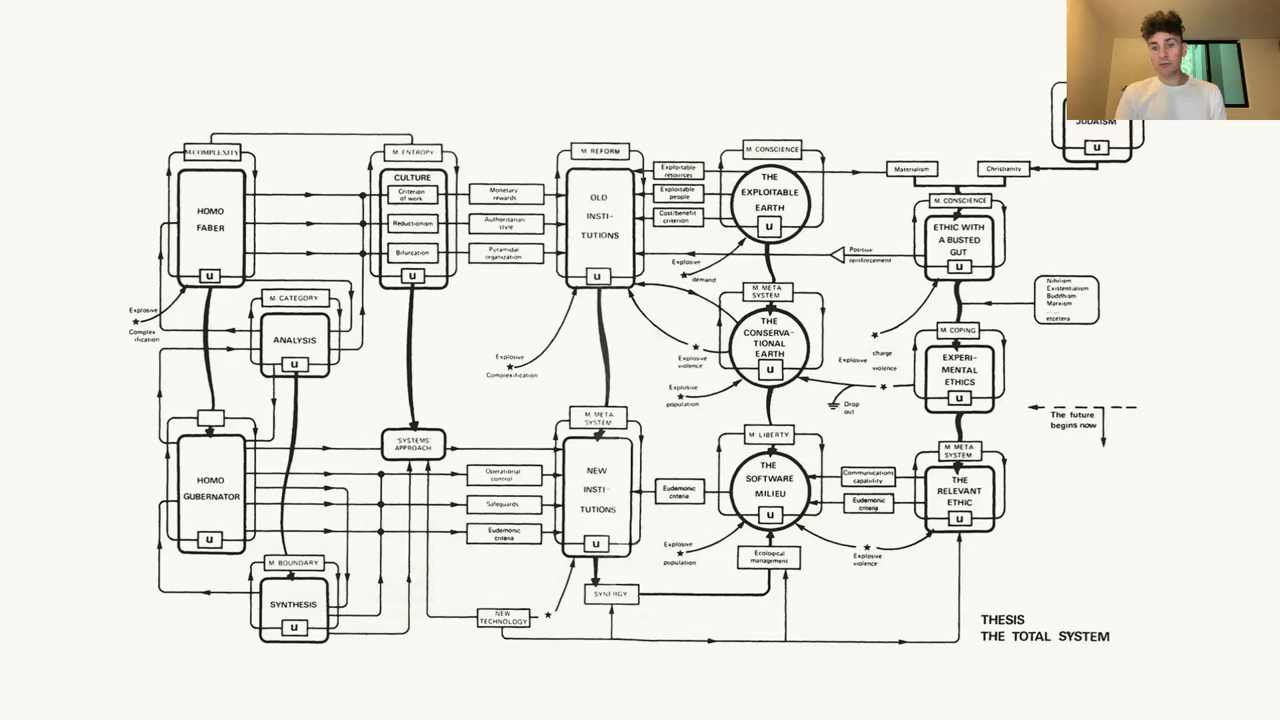 M.COMPLEXITY
HOMO
FABER
u
Explosive
Complex
ification
M. CATEGORY
ANALYSIS
u
HOMO
GUBERNATOR
u
M. BOUNDARY
SYNTHESIS
u
M. ENTROPY
CULTURE
Criterion
of work
Reductionism
Bifurcation
u
'SYSTEMS'
APPROACH
Monetary
rewards
Authoritarian
style
Pyramidal
organization
Explosive
Complexification
Operational
control
Safeguards
Eudemonic
criteria
NEW
TECHNOLOGY
M. REFORM
OLD
INSTI-
TUTIONS
u
M. META
SYSTEM
NEW
INSTI-
TUTIONS
u
SYNERGY
Exploitable
resources
Exploitable
people
Cost/benefit
criterion
Explosive
demand
Explosive
violence
Explosive
population
Eudemonic
criteria
Explosive
population
M. CONSCIENCE
THE
EXPLOITABLE
EARTH
u
M. META
SYSTEM
THE
CONSERVA-
TIONAL
EARTH
u
M. LIBERTY
THE
SOFTWARE
MILIEU
u
Ecological
management
Positive
reinforcement
Explosive
charge
violence
Drop
out
Communications
capability
Eudemonic
criteria
Explosive
violence
Materialism
Christianity
JUDAISM
u
M. CONSCIENCE
ETHIC WITH
A BUSTED
GUT
u
Nihilism
Existentialism
Buddhism
Marxism
......
etcetera
M. COPING
EXPERI-
MENTAL
ETHICS
u
M. META
SYSTEM
THE
RELEVANT
ETHIC
u
The future
begins now
THESIS
THE TOTAL SYSTEM